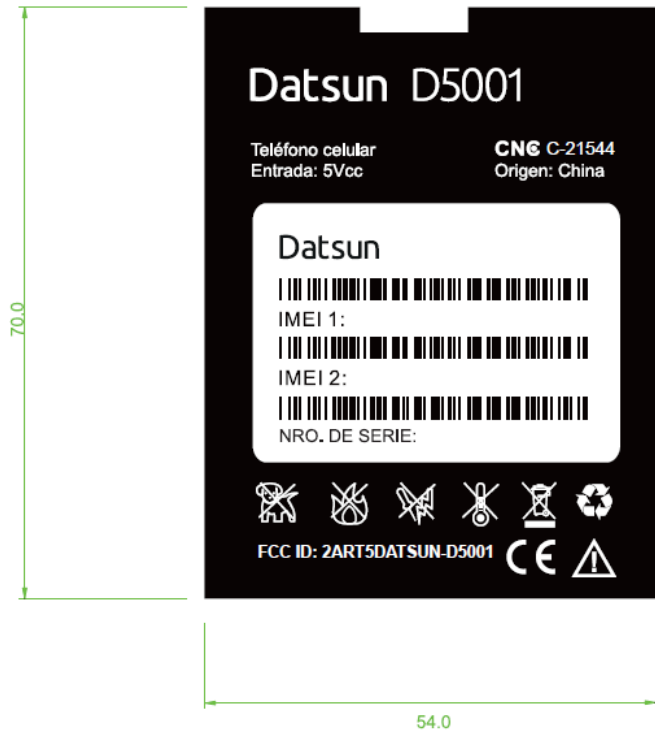 Datsun D5001
Teléfono celular
Entrada: 5Vcc
CNC C-21544
Origen: China
Datsun
IMEI 1:
IMEI 2:
NRO. DE SERIE:
FCC ID: 2ART5DATSUN-D5001
CE
70.0
54.0